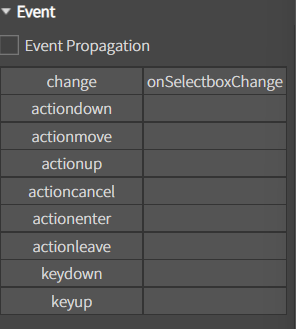 Event
Event Propagation
change onSelectboxChange
actiondown
actionmove
actionup
actioncancel
actionenter
actionleave
keydown
keyup